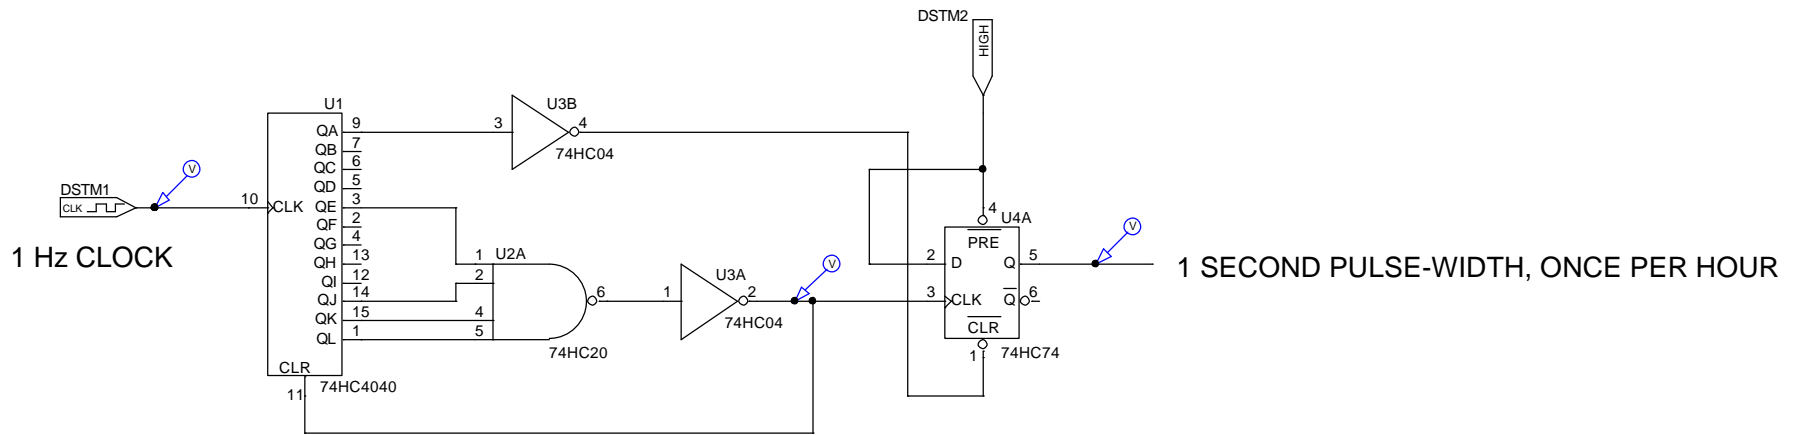 DSTM2
HIGH
U1
U3B
QA 9
3
4
QB 7
74HC04
QC 6
QD 5
DSTM1
CLK
10
CLK
QE 3
QF 2
4
U4A
1 Hz CLOCK
QG 4
PRE
QH 13
1
U2A
2
D
Q
5
1 SECOND PULSE-WIDTH, ONCE PER HOUR
QI 12
2
U3A
QJ 14
6
1
2
3
CLK
Q
6
QK 15
4
74HC04
CLR
QL 1
5
74HC20
1
74HC74
CLR
74HC4040
11
V
V
V